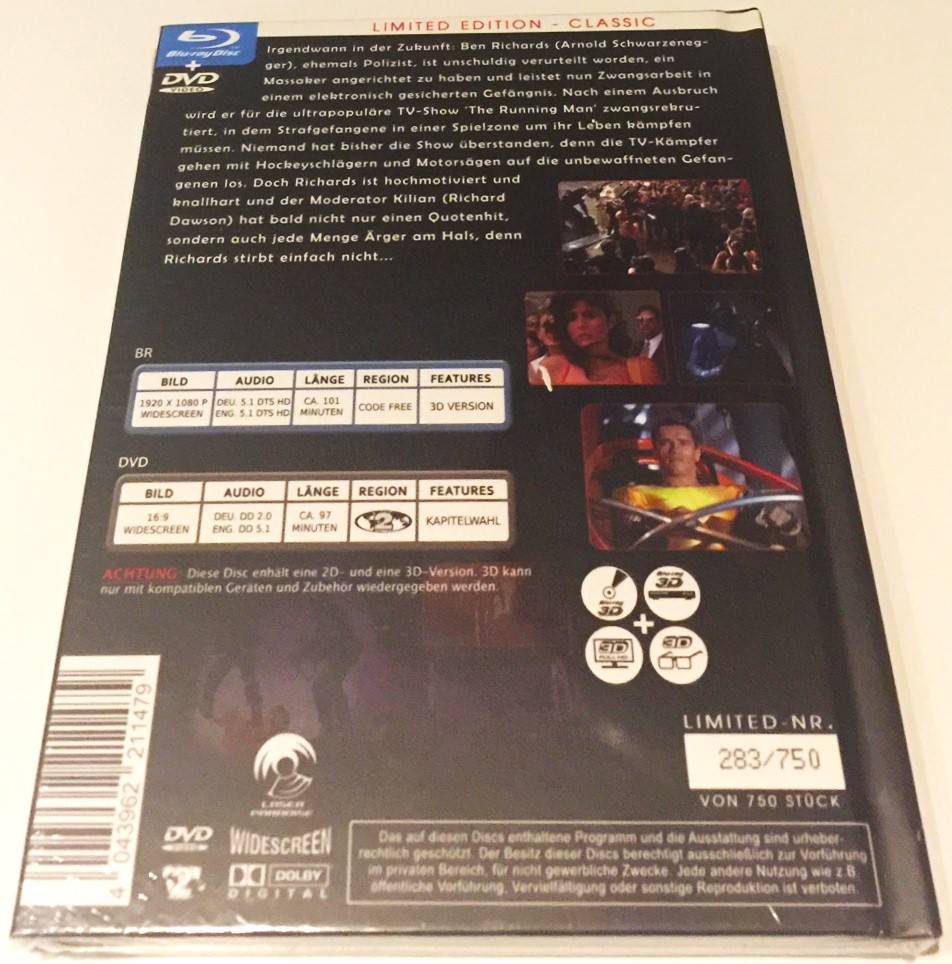 LIMITED EDITION - CLASSIC
Blu-ray Disc
+
DVD
VIDEO
Irgendwann in der Zukunft: Ben Richards (Arnold Schwarzeneg-
ger), ehemals Polizist, ist unschuldig verurteilt worden, ein
Massaker angerichtet zu haben und leistet nun Zwangsarbeit in
einem elektronisch gesicherten Gefängnis. Nach einem Ausbruch
wird er für die ultrapopuläre TV-Show 'The Running Man' zwangsrekru-
tiert, in dem Strafgefangene in einer Spielzone um ihr Leben kämpfen
müssen. Niemand hat bisher die Show überstanden, denn die TV-Kämpfer
gehen mit Hockeyschlägern und Motorsägen auf die unbewaffneten Gefan-
genen los. Doch Richards ist hochmotiviert und
knallhart und der Moderator Kilian (Richard
Dawson) hat bald nicht nur einen Quotenhit,
sondern auch jede Menge Ärger am Hals, denn
Richards stirbt einfach nicht...
BR
BILD AUDIO LÄNGE REGION FEATURES
1920 X 1080 P DEU. 5.1 DTS HD CA. 101 CODE FREE 3D VERSION
WIDESCREEN ENG. 5.1 DTS HD MINUTEN
DVD
BILD AUDIO LÄNGE REGION FEATURES
16:9 DEU. DD 2.0 CA. 97 2 KAPITELWAHL
WIDESCREEN ENG. DD 5.1 MINUTEN
ACHTUNG: Diese Disc enhält eine 2D- und eine 3D-Version. 3D kann
nur mit kompatiblen Geräten und Zubehör wiedergegeben werden.
Blu-ray 3D
Blu-ray 3D
+
3D FULL HD
3D
LIMITED-NR.
283/750
VON 750 STÜCK
4 043962 211479
LASER
PARADISE
DVD
WIDESCREEN
2
DOLBY
DIGITAL
Das auf diesen Discs enthaltene Programm und die Ausstattung sind urheber-
rechtlich geschützt. Der Besitz dieser Discs berechtigt ausschließlich zur Vorführung
im privaten Bereich, für nicht gewerbliche Zwecke. Jede andere Nutzung wie z.B.
öffentliche Vorführung, Vervielfältigung oder sonstige Reproduktion ist verboten.